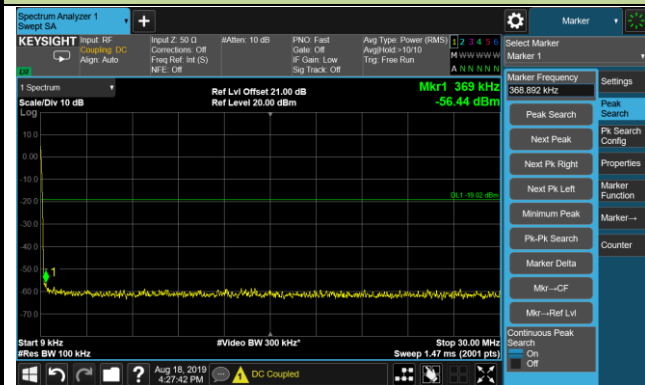 Spectrum Analyzer 1
Swept SA
Marker
KEYSIGHT
Input: RF
Coupling: DC
Align: Auto
Input Z: 50 Ω
Corrections: Off
Freq Ref: Int (S)
NFE: Off
#Atten: 10 dB
PNO: Fast
Gate: Off
IF Gain: Low
Sig Track: Off
Avg Type: Power (RMS)
Avg|Hold:>10/10
Trig: Free Run
1 2 3 4 5 6
M W W W W W
A N N N N N
Select Marker
Marker 1
1 Spectrum
Scale/Div 10 dB
Log
Ref Lvl Offset 21.00 dB
Ref Level 20.00 dBm
Mkr1 369 kHz
-56.44 dBm
10.0
0.00
-10.0
-20.0
-30.0
-40.0
-50.0
-60.0
-70.0
DL1 -19.02 dBm
1
Start 9 kHz
#Res BW 100 kHz
#Video BW 300 kHz*
Stop 30.00 MHz
Sweep 1.47 ms (2001 pts)
Marker Frequency
368.892 kHz
Peak Search
Next Peak
Next Pk Right
Next Pk Left
Minimum Peak
Pk-Pk Search
Marker Delta
Mkr→CF
Mkr→Ref Lvl
Continuous Peak
Search
On
Off
Settings
Peak
Search
Pk Search
Config
Properties
Marker
Function
Marker→
Counter
?
Aug 18, 2019
4:27:42 PM
DC Coupled